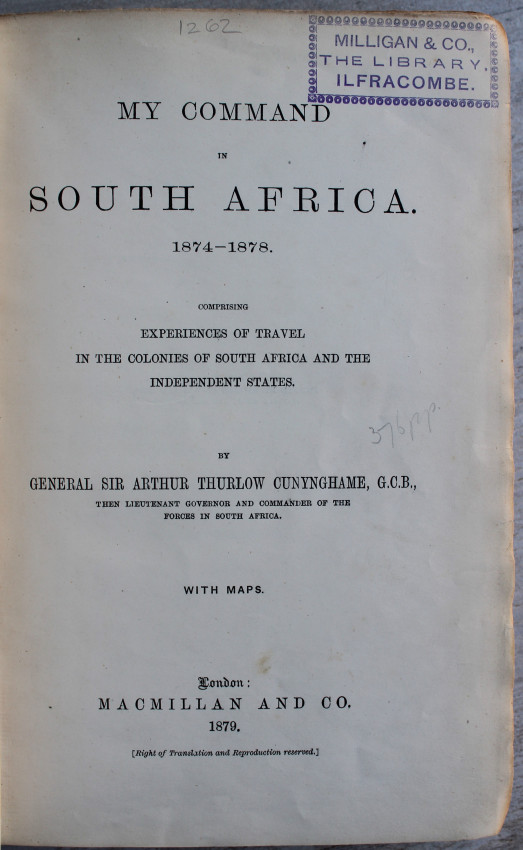 1262
MILLIGAN & CO.,
THE LIBRARY,
ILFRACOMBE.
MY COMMAND
IN
SOUTH AFRICA.
1874–1878.
COMPRISING
EXPERIENCES OF TRAVEL
IN THE COLONIES OF SOUTH AFRICA AND THE
INDEPENDENT STATES.
376pp.
BY
GENERAL SIR ARTHUR THURLOW CUNYNGHAME, G.C.B.,
THEN LIEUTENANT GOVERNOR AND COMMANDER OF THE
FORCES IN SOUTH AFRICA.
WITH MAPS.
London:
MACMILLAN AND CO.
1879.
[Right of Translation and Reproduction reserved.]